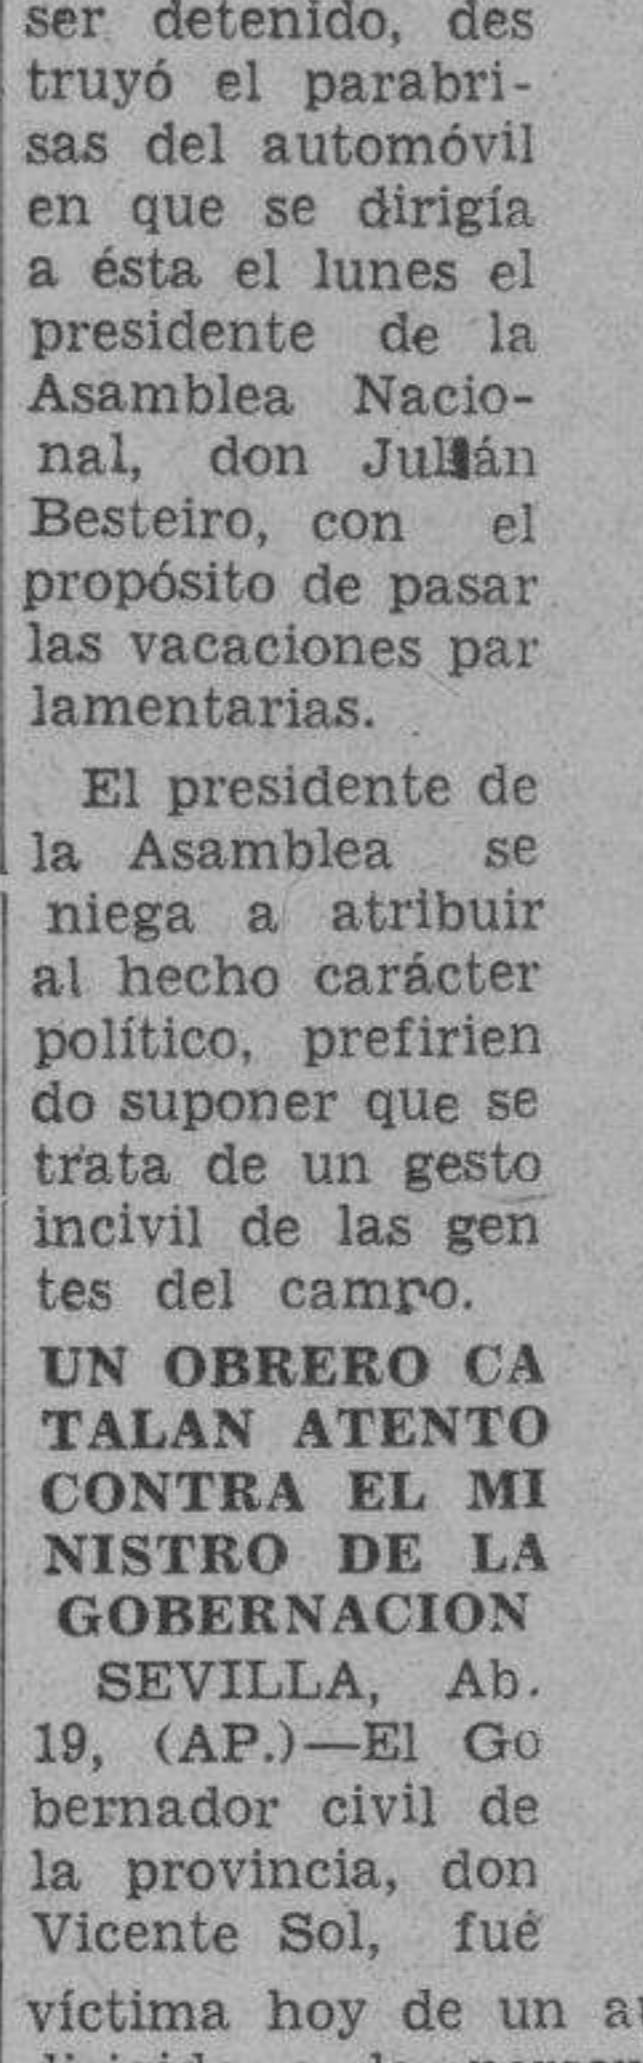 ser detenido, des
truyó el parabri-
sas del automóvil
en que se dirigía
a ésta el lunes el
presidente de la
Asamblea Nacio-
nal, don Julián
Besteiro, con el
propósito de pasar
las vacaciones par
lamentarias.
El presidente de
la Asamblea se
niega a atribuir
al hecho carácter
político, prefirien
do suponer que se
trata de un gesto
incivil de las gen
tes del campo.
UN OBRERO CA
TALAN ATENTO
CONTRA EL MI
NISTRO DE LA
GOBERNACION
SEVILLA, Ab.
19, (AP.)—El Go
bernador civil de
la provincia, don
Vicente Sol, fué
víctima hoy de un